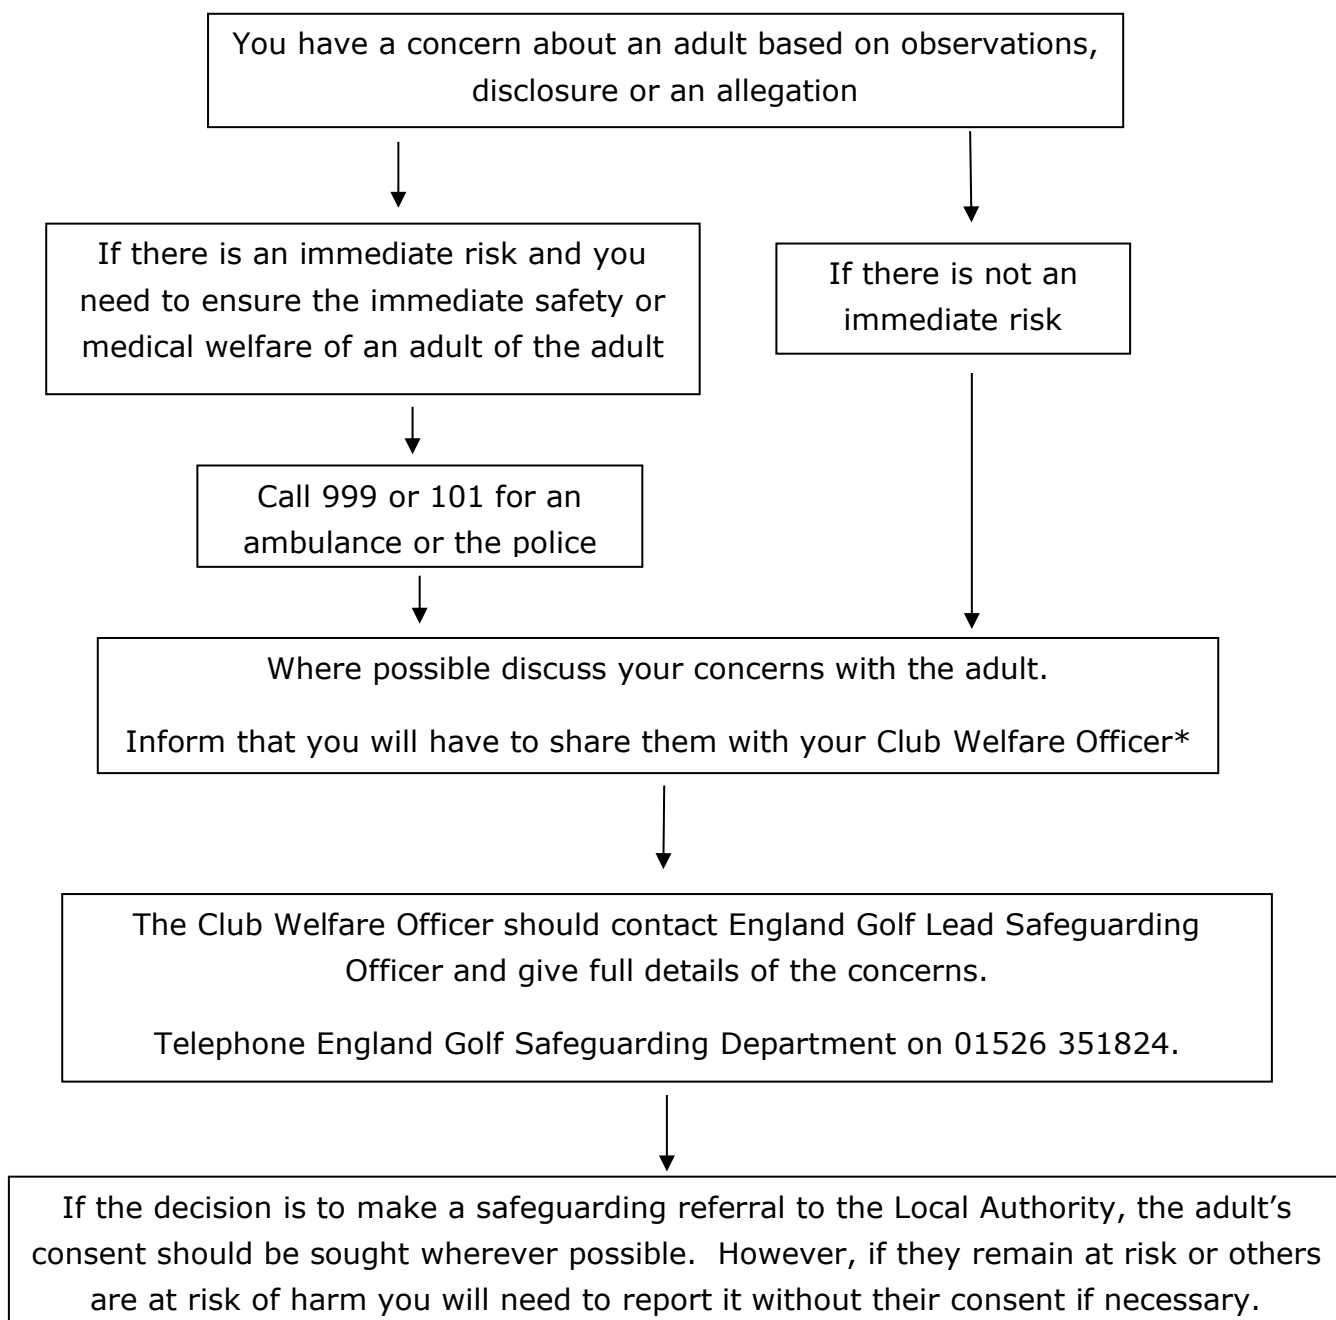 You have a concern about an adult based on observations,
disclosure or an allegation
If there is an immediate risk and you
need to ensure the immediate safety or
medical welfare of an adult of the adult
If there is not an
immediate risk
Call 999 or 101 for an
ambulance or the police
Where possible discuss your concerns with the adult.
Inform that you will have to share them with your Club Welfare Officer*
The Club Welfare Officer should contact England Golf Lead Safeguarding
Officer and give full details of the concerns.
Telephone England Golf Safeguarding Department on 01526 351824.
If the decision is to make a safeguarding referral to the Local Authority, the adult’s
consent should be sought wherever possible.  However, if they remain at risk or others
are at risk of harm you will need to report it without their consent if necessary.